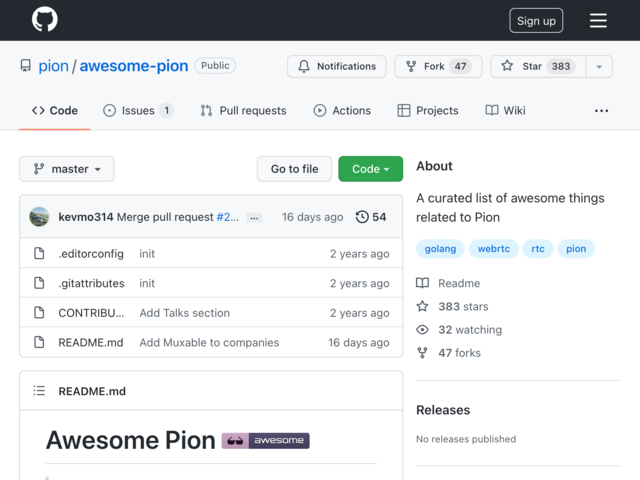 Sign up
pion / awesome-pion Public
Notifications
Fork 47
Star 383
Code
Issues 1
Pull requests
Actions
Projects
Wiki
master
Go to file
Code
kevmo314 Merge pull request #2... 16 days ago 54
.editorconfig init 2 years ago
.gitattributes init 2 years ago
CONTRIBU... Add Talks section 2 years ago
README.md Add Muxable to companies 16 days ago
README.md
Awesome Pion awesome
About
A curated list of awesome things
related to Pion
golang webrtc rtc pion
Readme
383 stars
32 watching
47 forks
Releases
No releases published